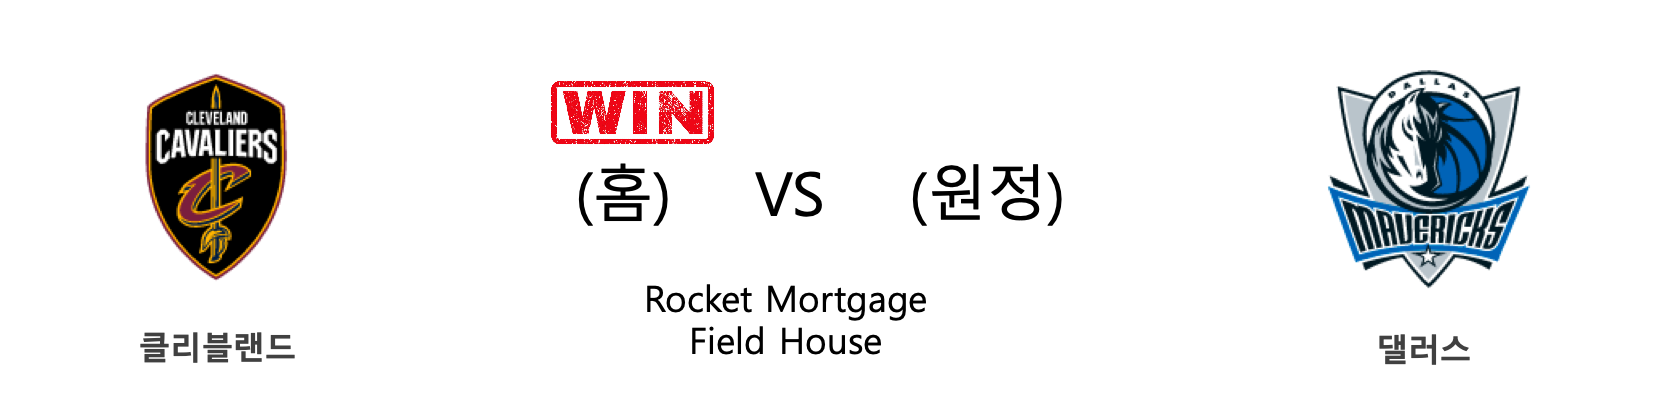 CLEVELAND
CAVALIERS
클리블랜드
WIN
(홈) VS (원정)
Rocket Mortgage
Field House
DALLAS
MAVERICKS
댈러스